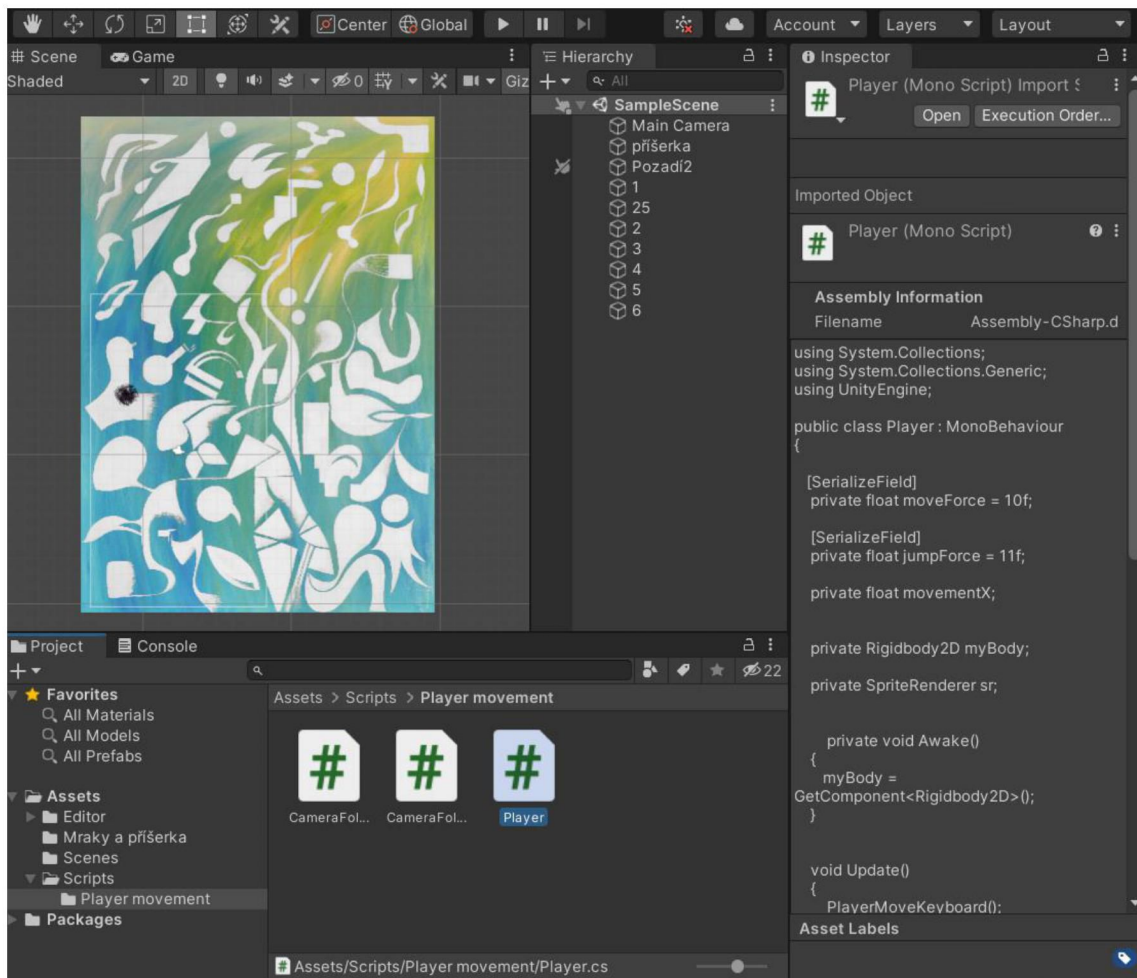 Center
Global
Account
Layers
Layout
Scene
Game
Shaded
2D
0
Giz
Hierarchy
All
SampleScene
Main Camera
příšerka
Pozadí2
1
25
2
3
4
5
6
Inspector
Player (Mono Script) Import S
Open
Execution Order...
Imported Object
Player (Mono Script)
Assembly Information
Filename
Assembly-CSharp.d
using System.Collections;
using System.Collections.Generic;
using UnityEngine;
public class Player : MonoBehaviour
{
[SerializeField]
private float moveForce = 10f;
[SerializeField]
private float jumpForce = 11f;
private float movementX;
private Rigidbody2D myBody;
private SpriteRenderer sr;
private void Awake()
{
myBody =
GetComponent<Rigidbody2D>();
}
void Update()
{
PlayerMoveKeyboard();
Asset Labels
Project
Console
22
Favorites
All Materials
All Models
All Prefabs
Assets
Editor
Mraky a příšerka
Scenes
Scripts
Player movement
Packages
Assets > Scripts > Player movement
CameraFol...
CameraFol...
Player
Assets/Scripts/Player movement/Player.cs